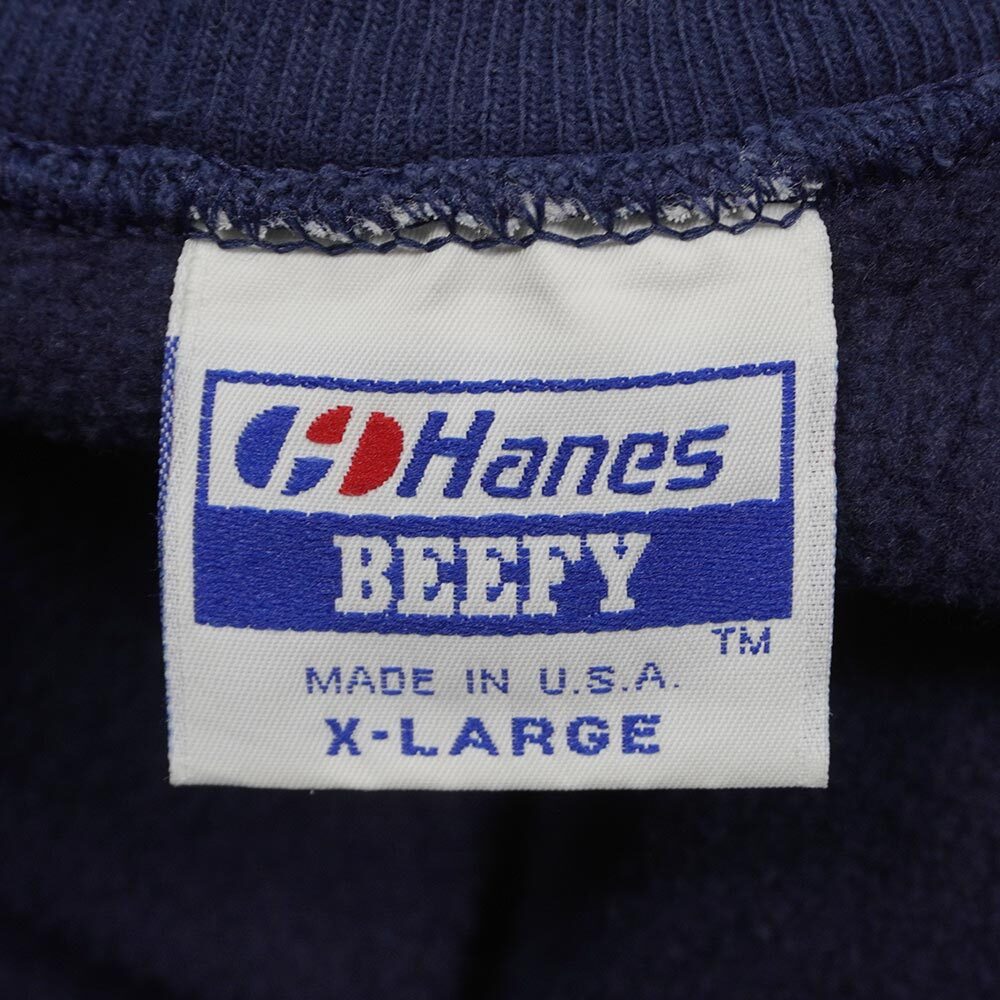 Hanes
BEEFY
TM
MADE IN U.S.A.
X-LARGE